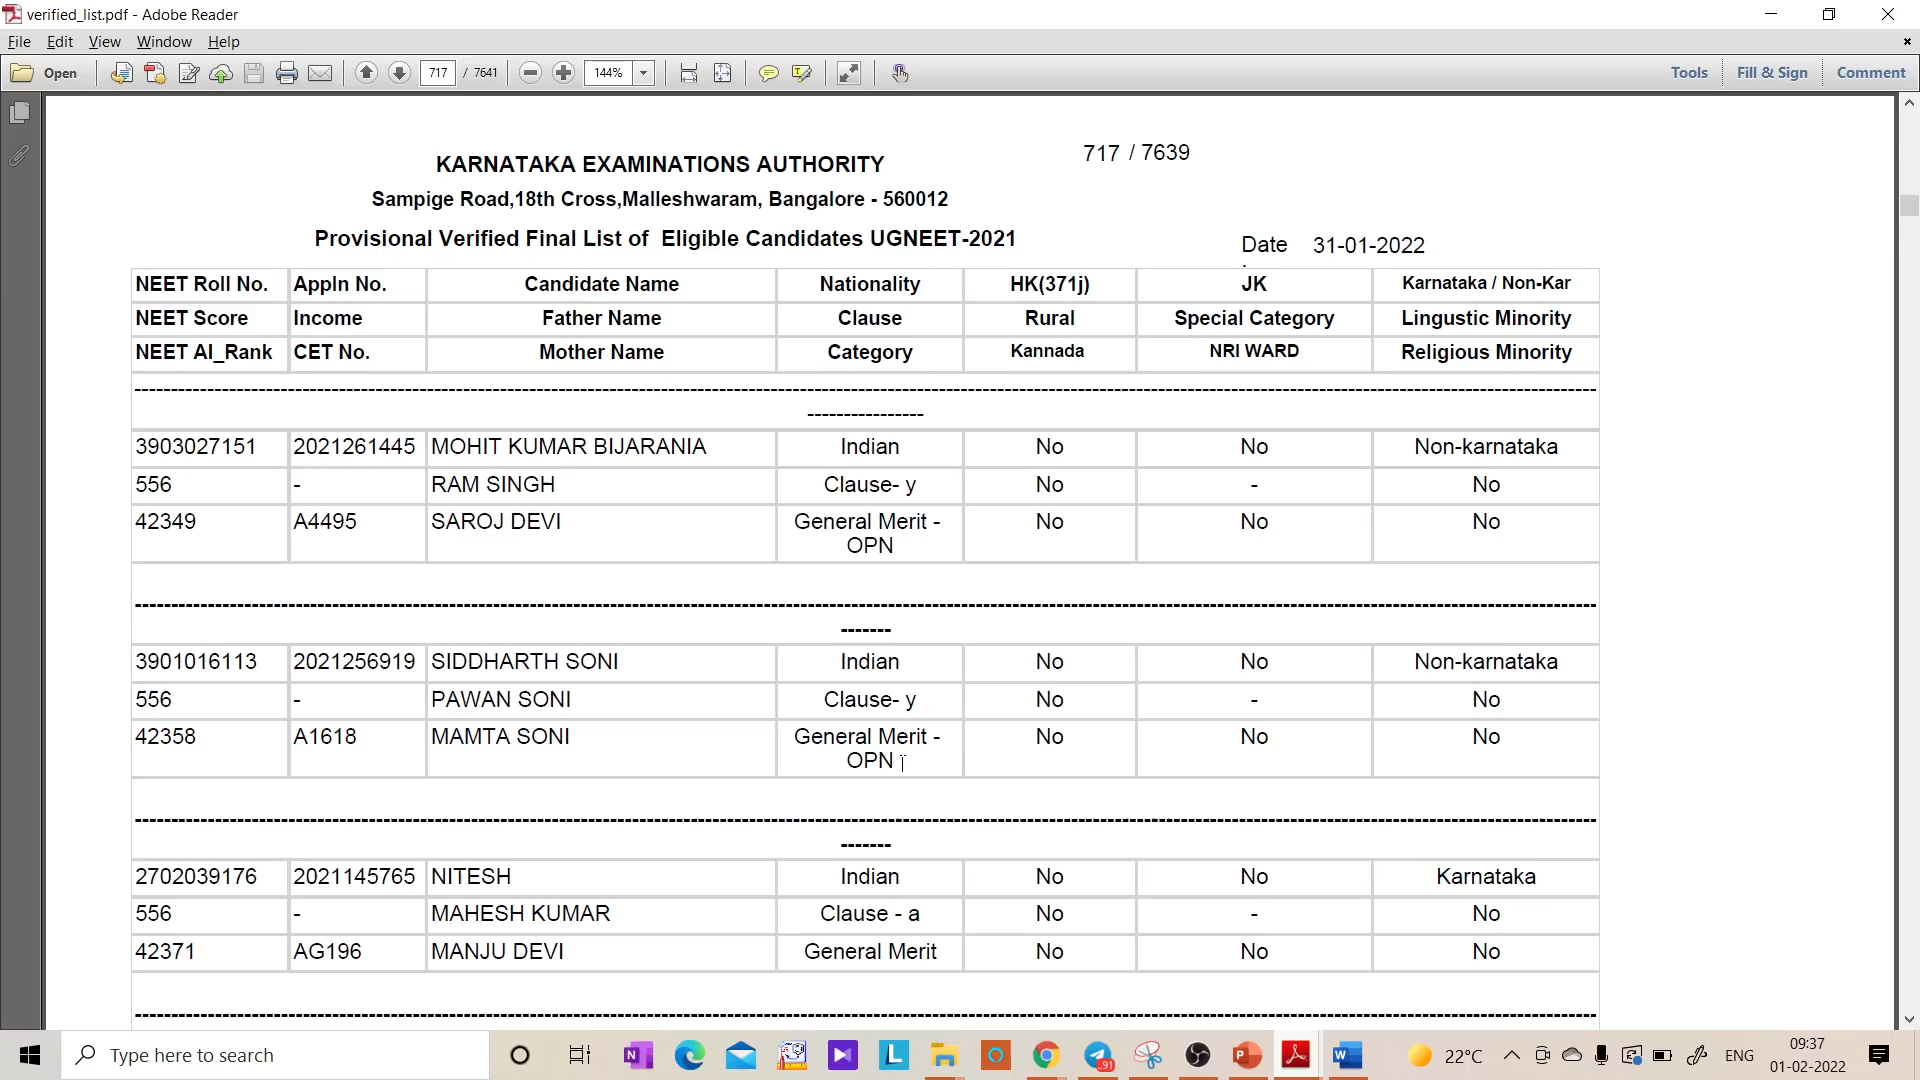 verified_list.pdf - Adobe Reader
File Edit View Window Help
Open 717 / 7641 144% Tools Fill & Sign Comment
717 / 7639
KARNATAKA EXAMINATIONS AUTHORITY
Sampige Road,18th Cross,Malleshwaram, Bangalore - 560012
Provisional Verified Final List of Eligible Candidates UGNEET-2021
Date 31-01-2022
NEET Roll No. Appln No. Candidate Name Nationality HK(371j) JK Karnataka / Non-Kar
NEET Score Income Father Name Clause Rural Special Category Lingustic Minority
NEET AI_Rank CET No. Mother Name Category Kannada NRI WARD Religious Minority
3903027151 2021261445 MOHIT KUMAR BIJARANIA Indian No No Non-karnataka
556 - RAM SINGH Clause- y No - No
42349 A4495 SAROJ DEVI General Merit - No No No
OPN
3901016113 2021256919 SIDDHARTH SONI Indian No No Non-karnataka
556 - PAWAN SONI Clause- y No - No
42358 A1618 MAMTA SONI General Merit - No No No
OPN
2702039176 2021145765 NITESH Indian No No Karnataka
556 - MAHESH KUMAR Clause - a No - No
42371 AG196 MANJU DEVI General Merit No No No
Type here to search 22°C ENG 09:37
01-02-2022